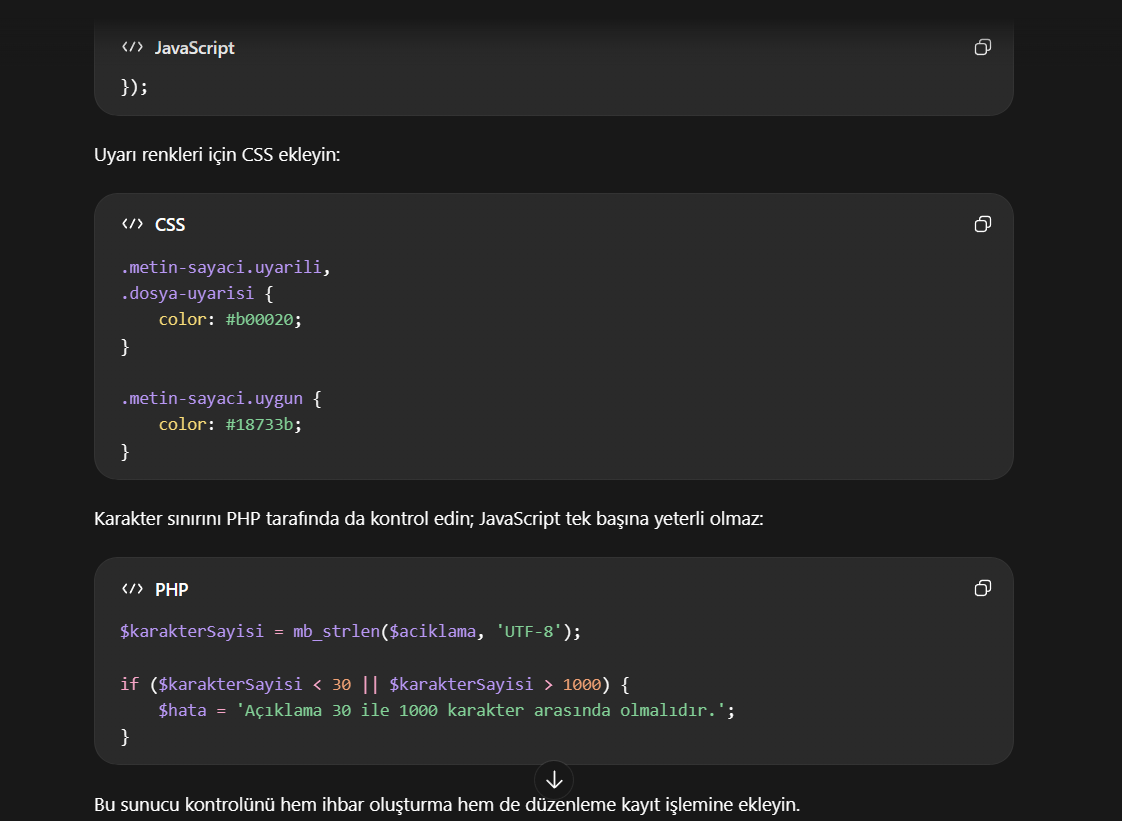 </> JavaScript
});
Uyarı renkleri için CSS ekleyin:
</> CSS
.metin-sayaci.uyarili,
.dosya-uyarisi {
    color: #b00020;
}
.metin-sayaci.uygun {
    color: #18733b;
}
Karakter sınırını PHP tarafında da kontrol edin; JavaScript tek başına yeterli olmaz:
</> PHP
$karakterSayisi = mb_strlen($aciklama, 'UTF-8');
if ($karakterSayisi < 30 || $karakterSayisi > 1000) {
    $hata = 'Açıklama 30 ile 1000 karakter arasında olmalıdır.';
}
Bu sunucu kontrolünü hem ihbar oluşturma hem de düzenleme kayıt işlemine ekleyin.